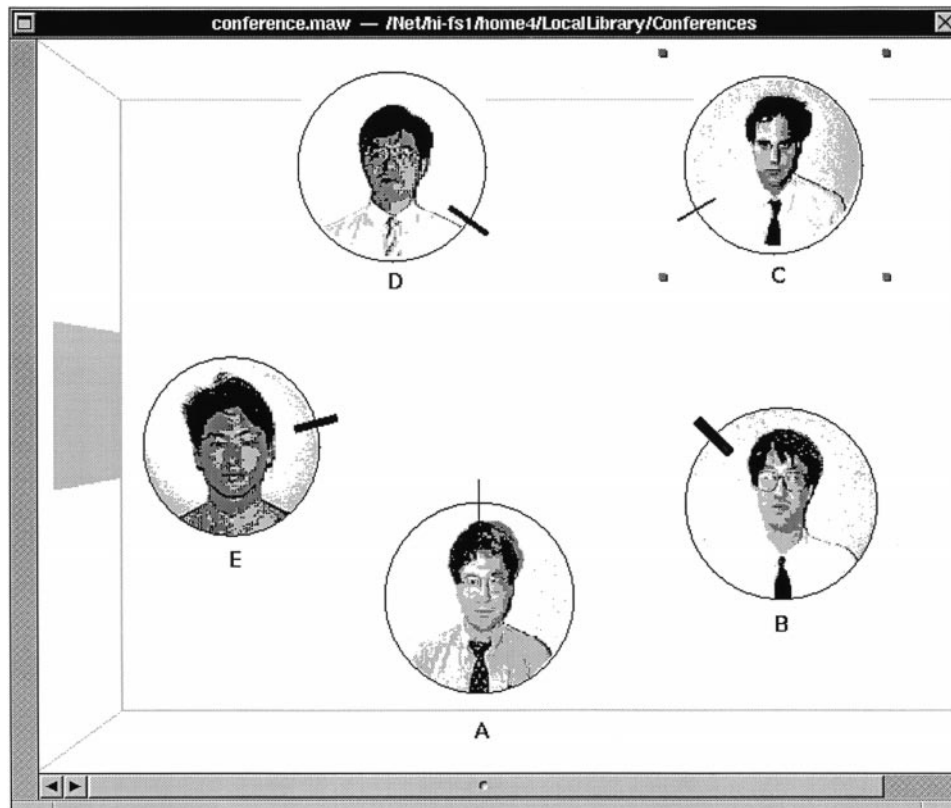 conference.maw — /Net/hi-fs1/home4/LocalLibrary/Conferences
D
C
E
B
A